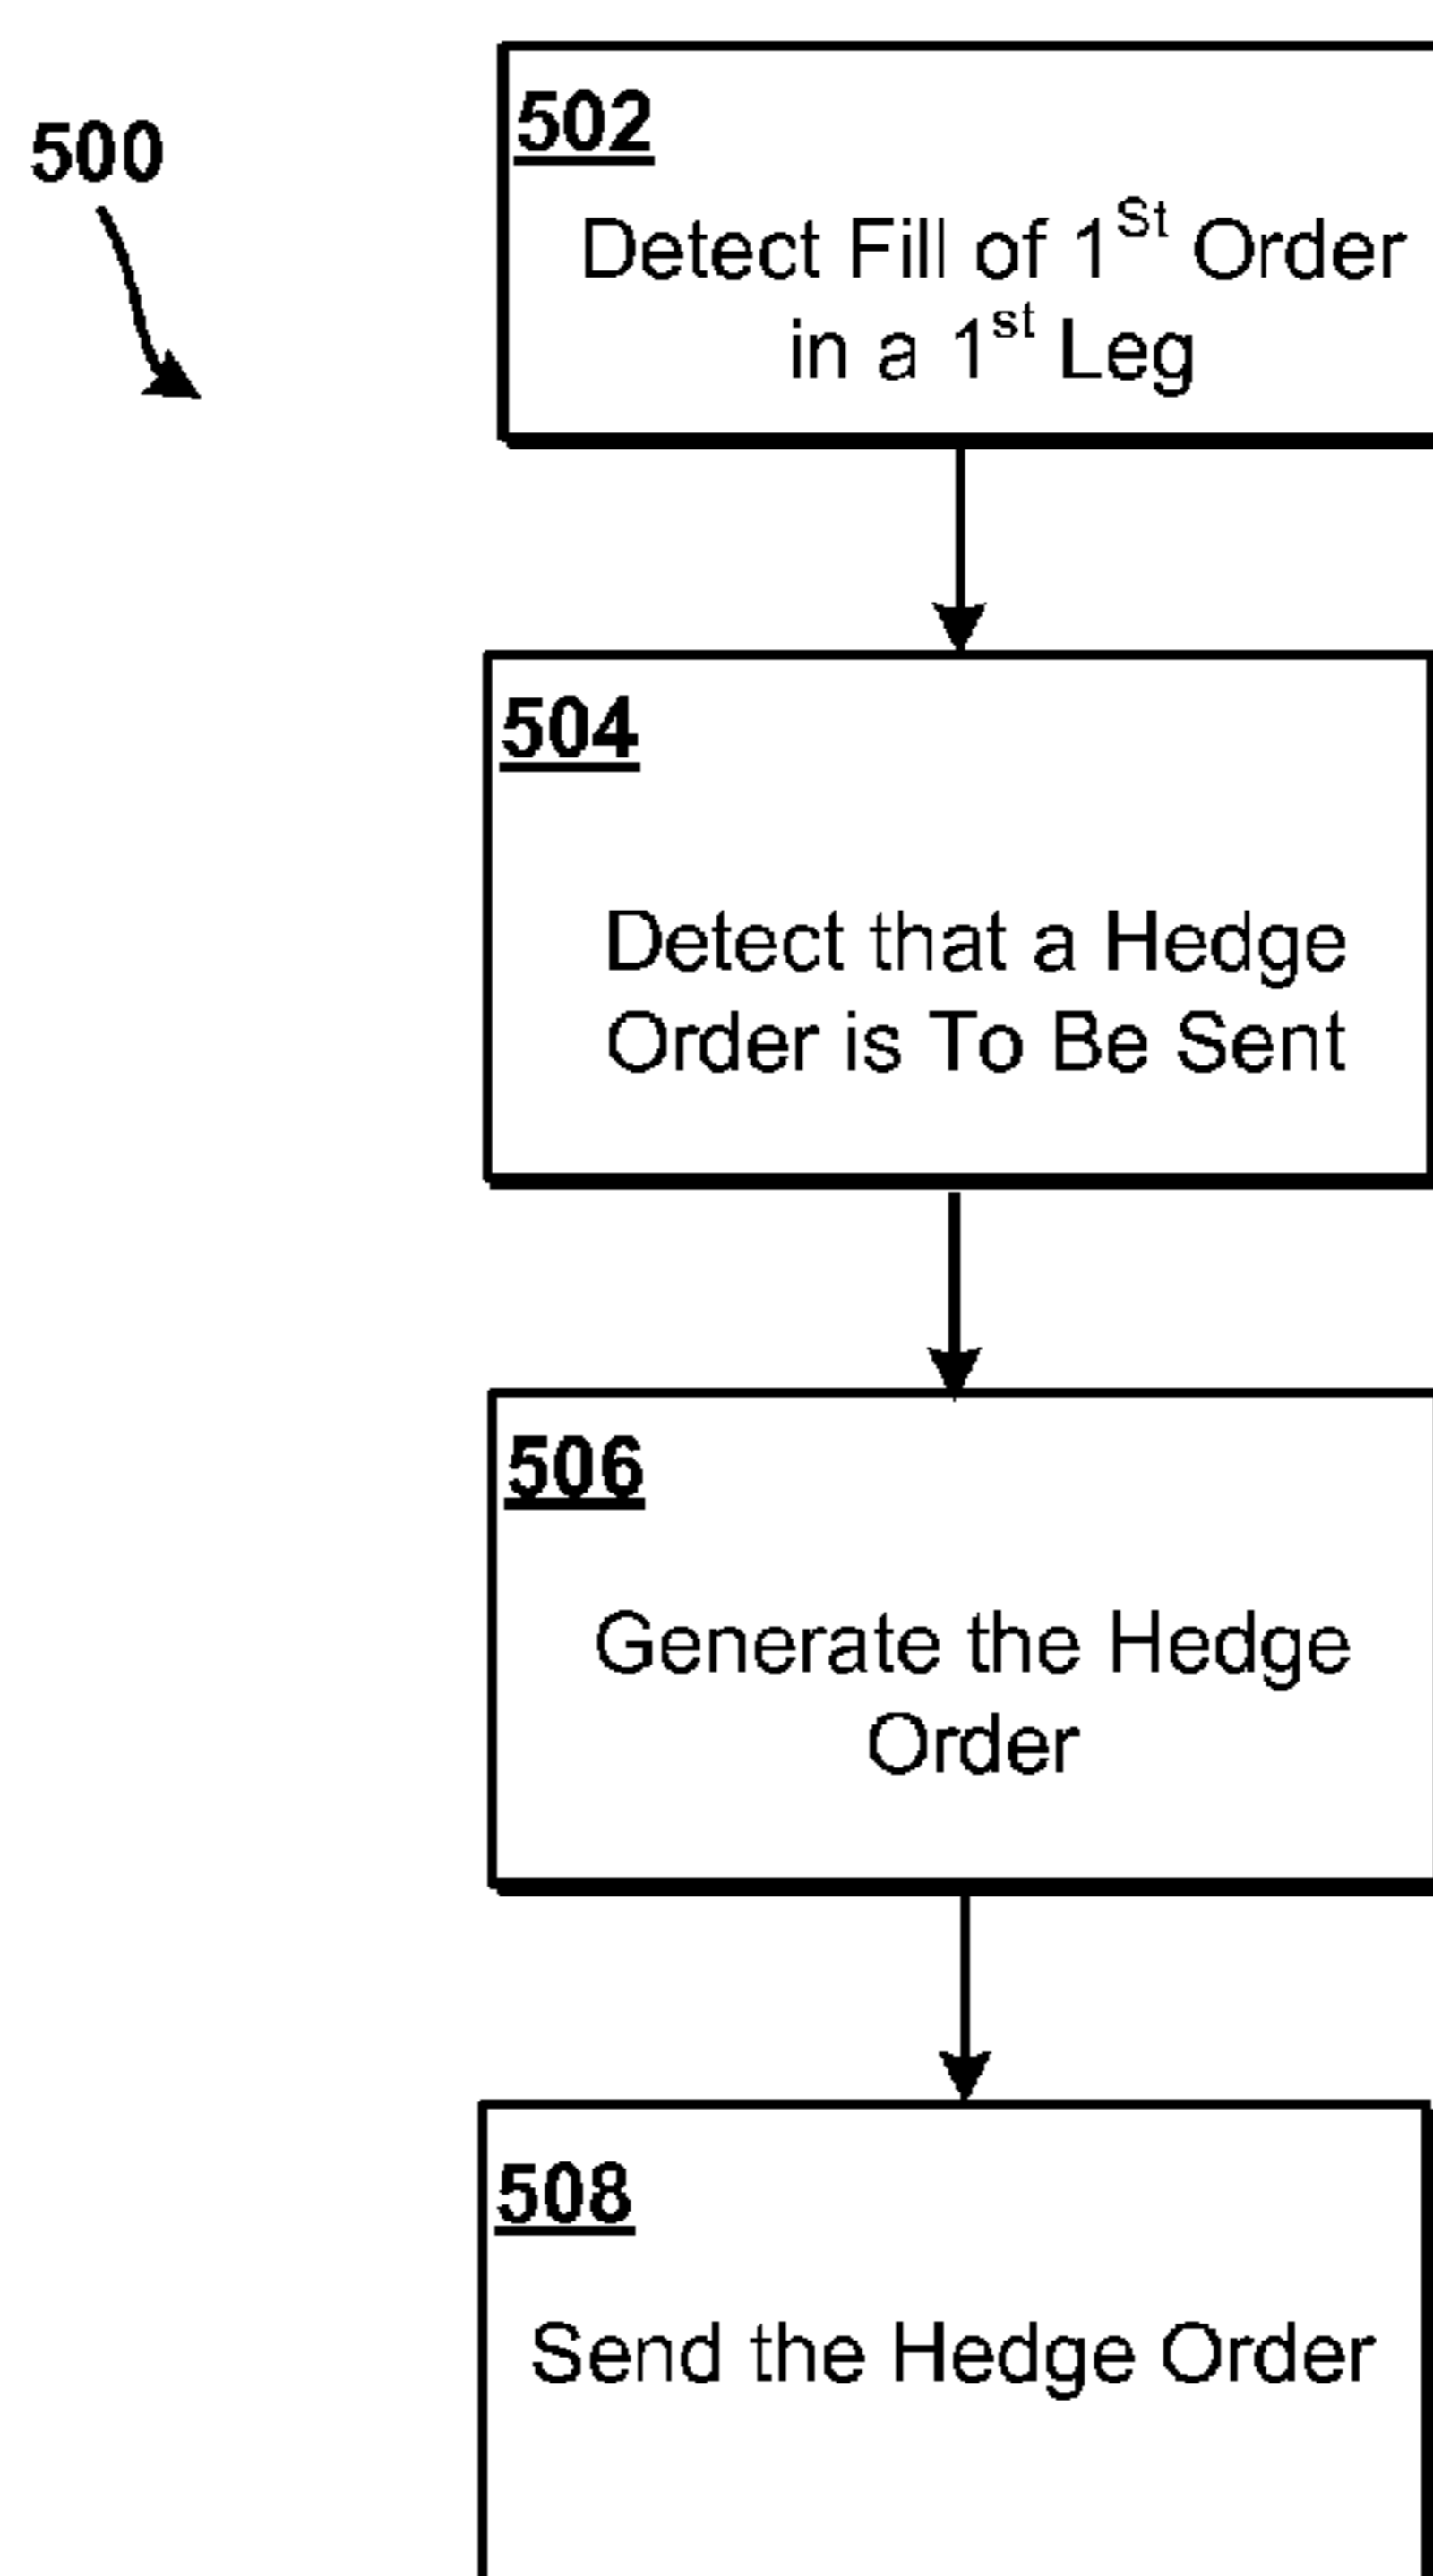 500
502
Detect Fill of 1St Order
in a 1st Leg
504
Detect that a Hedge
Order is To Be Sent
506
Generate the Hedge
Order
508
Send the Hedge Order